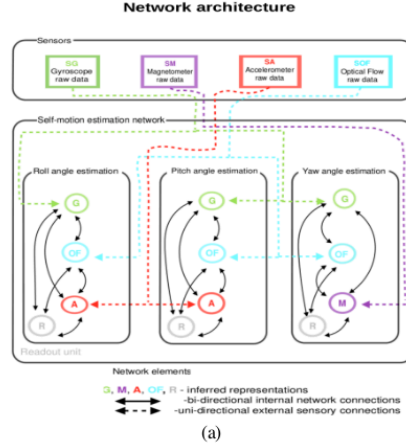 Network architecture
Sensors
SG
Gyroscope
raw data
SM
Magnetometer
raw data
SA
Accelerometer
raw data
SOF
Optical Flow
raw data
Self-motion estimation network
Roll angle estimation
Pitch angle estimation
Yaw angle estimation
G
G
G
OF
OF
OF
A
A
M
R
R
R
Readout unit
Network elements
G, M, A, OF, R - inferred representations
-bi-directional internal network connections
-uni-directional external sensory connections
(a)